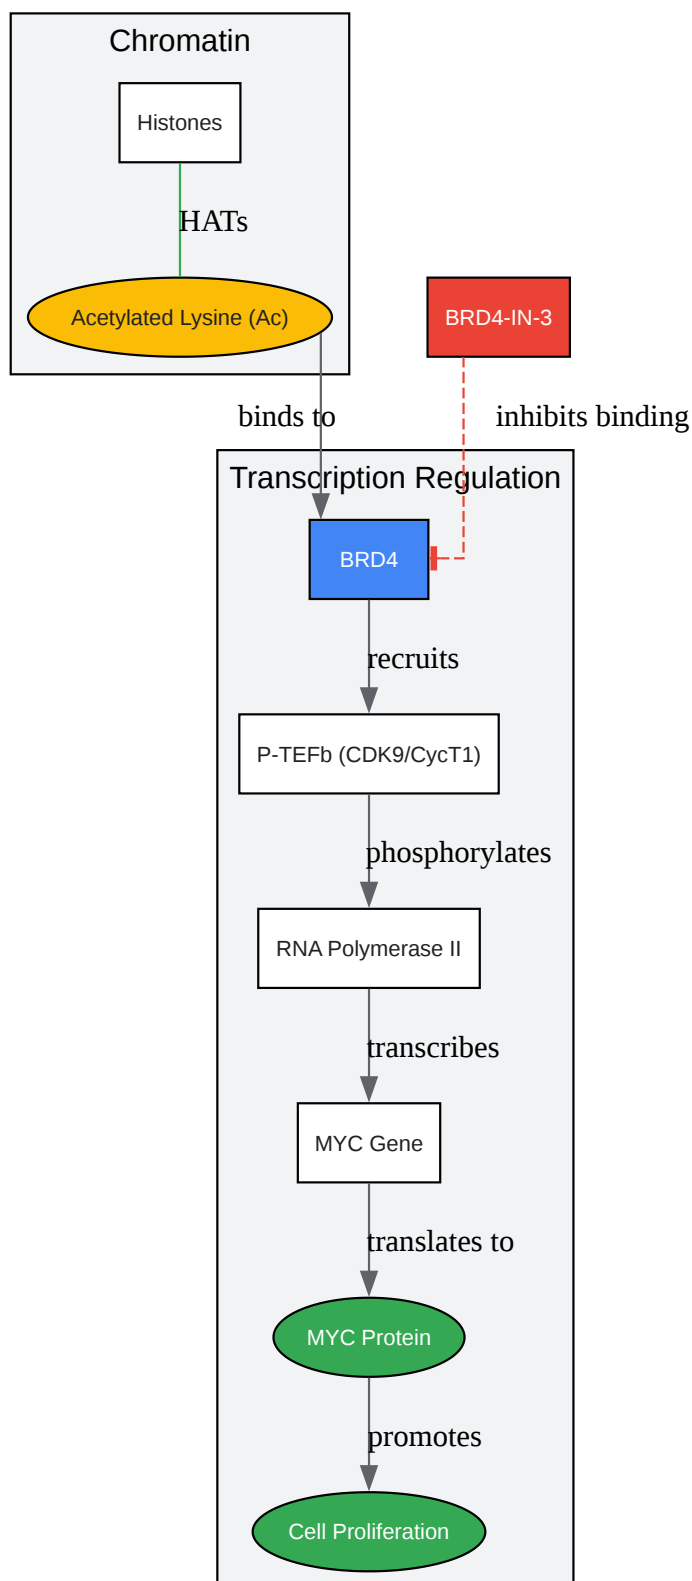 Chromatin
Histones
HATs
Acetylated Lysine (Ac)
BRD4-IN-3
binds to
inhibits binding
Transcription Regulation
BRD4
recruits
P-TEFb (CDK9/CycT1)
phosphorylates
RNA Polymerase II
transcribes
MYC Gene
translates to
MYC Protein
promotes
Cell Proliferation